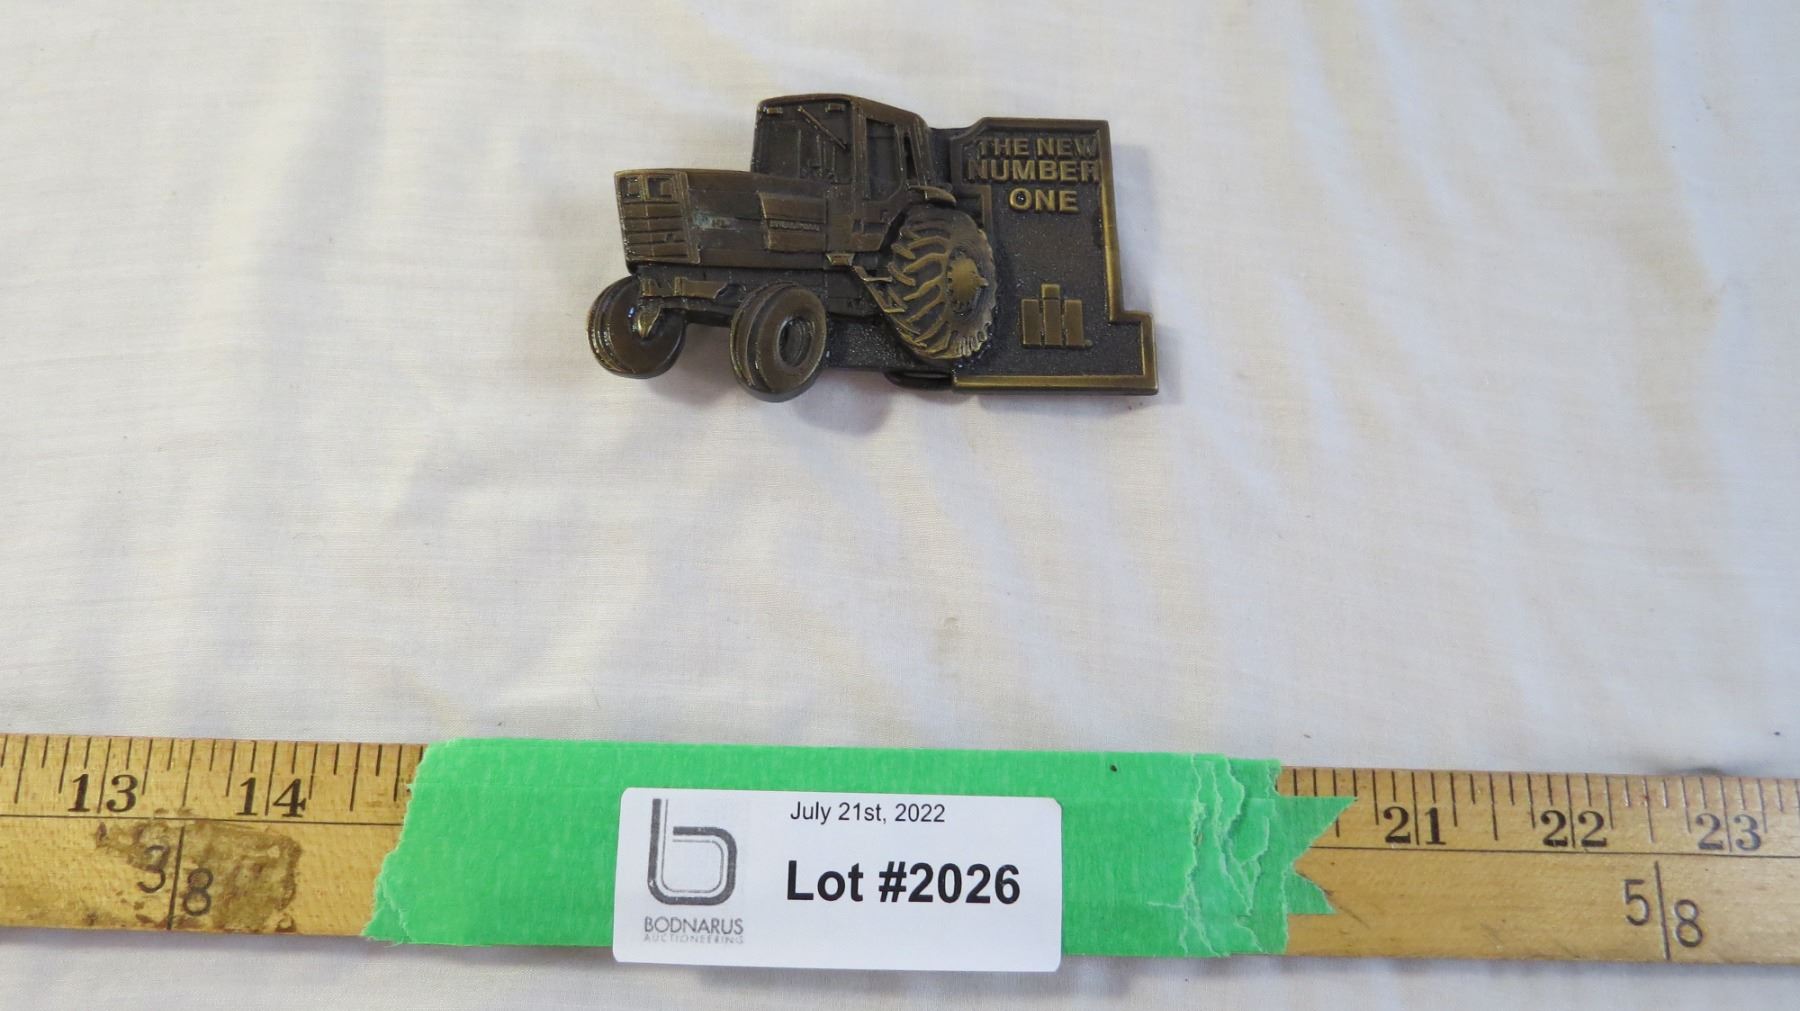 THE NEW
NUMBER
ONE
13 14 21 22 23
3/8 5/8
July 21st, 2022
Lot #2026
BODNARUS
AUCTIONEERING